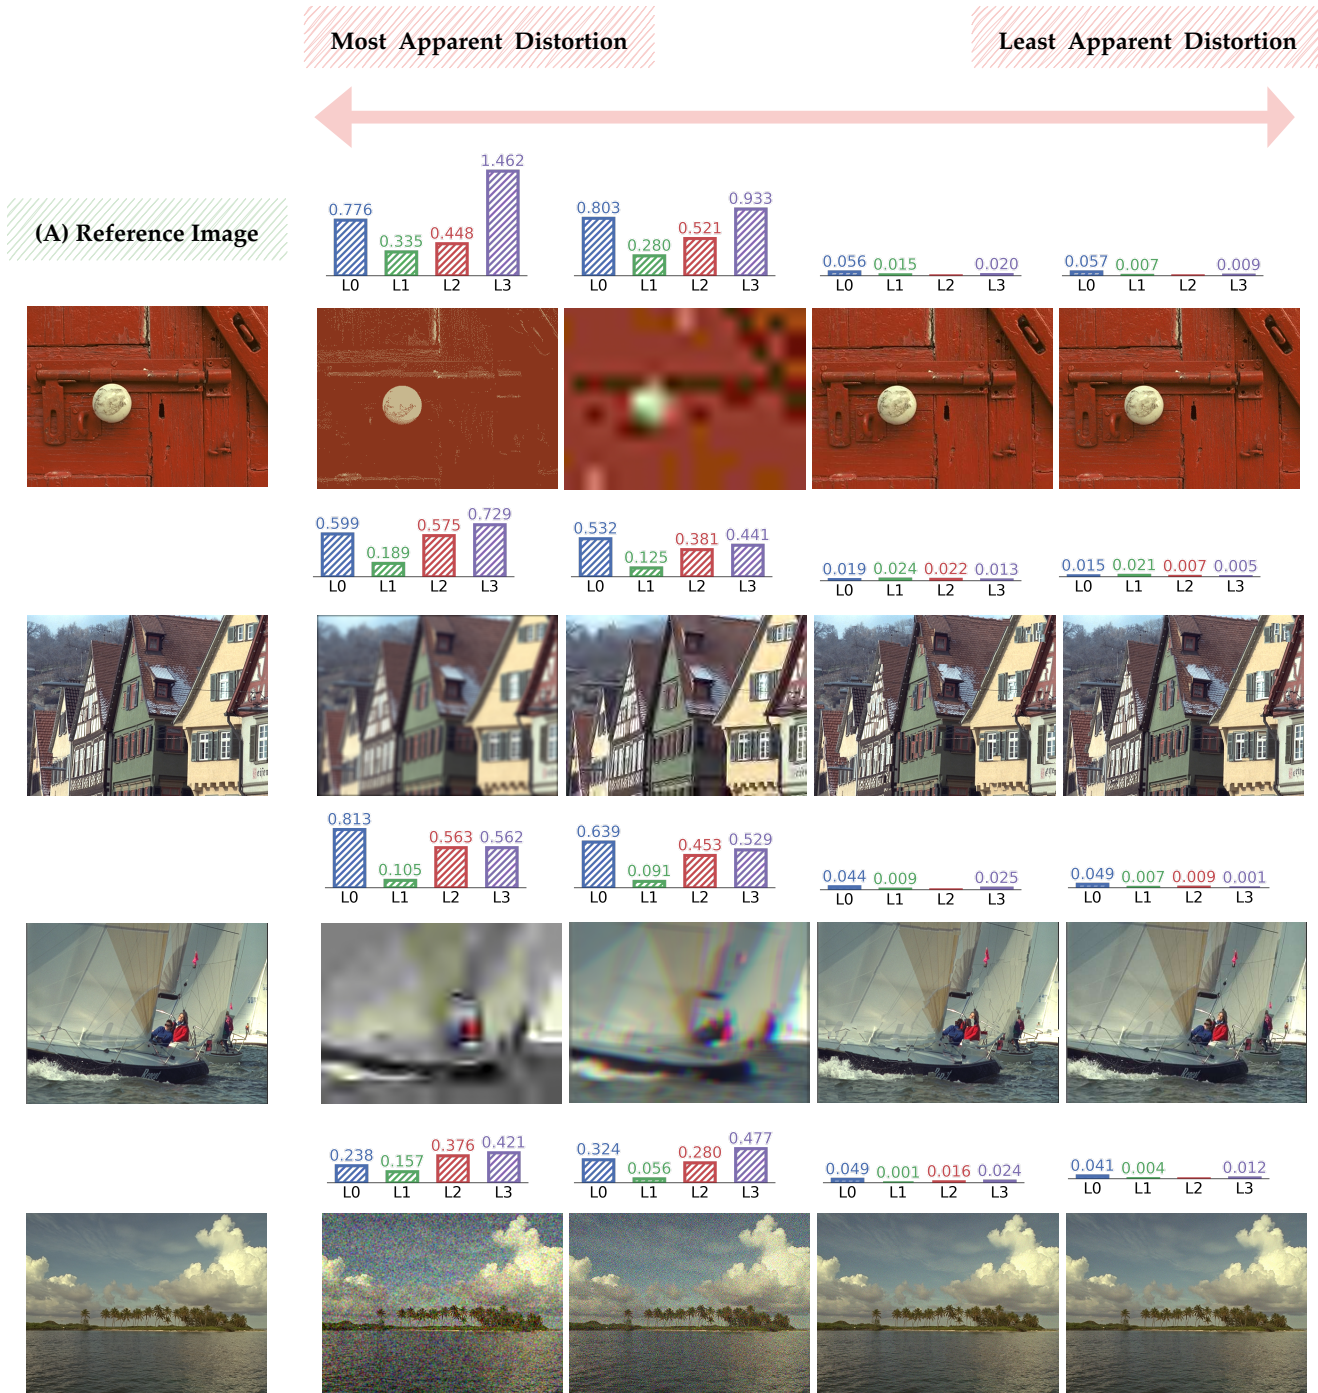 Most Apparent Distortion
Least Apparent Distortion
(A) Reference Image
0.776 0.335 0.448 1.462
L0 L1 L2 L3
0.803 0.280 0.521 0.933
L0 L1 L2 L3
0.056 0.015 0.020
L0 L1 L2 L3
0.057 0.007 0.009
L0 L1 L2 L3
0.599 0.189 0.575 0.729
L0 L1 L2 L3
0.532 0.125 0.381 0.441
L0 L1 L2 L3
0.019 0.024 0.022 0.013
L0 L1 L2 L3
0.015 0.021 0.007 0.005
L0 L1 L2 L3
0.813 0.105 0.563 0.562
L0 L1 L2 L3
0.639 0.091 0.453 0.529
L0 L1 L2 L3
0.044 0.009 0.025
L0 L1 L2 L3
0.049 0.007 0.009 0.001
L0 L1 L2 L3
0.238 0.157 0.376 0.421
L0 L1 L2 L3
0.324 0.056 0.280 0.477
L0 L1 L2 L3
0.049 0.001 0.016 0.024
L0 L1 L2 L3
0.041 0.004 0.012
L0 L1 L2 L3